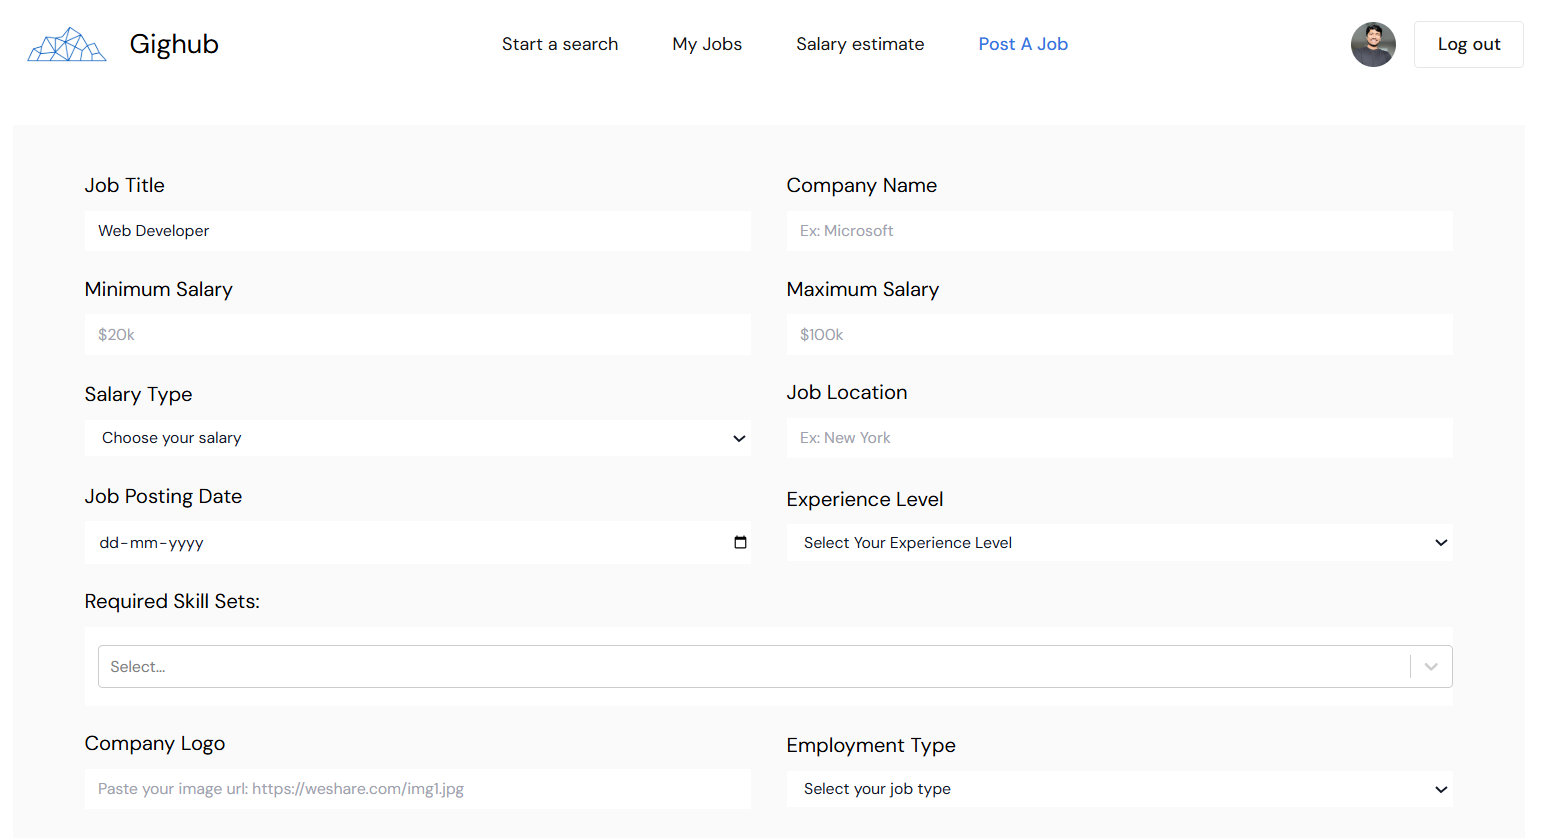 Gighub
Start a search
My Jobs
Salary estimate
Post A Job
Log out
Job Title
Company Name
Web Developer
Ex: Microsoft
Minimum Salary
Maximum Salary
$20k
$100k
Salary Type
Job Location
Choose your salary
Ex: New York
Job Posting Date
Experience Level
dd-mm-yyyy
Select Your Experience Level
Required Skill Sets:
Select...
Company Logo
Employment Type
Paste your image url: https://weshare.com/img1.jpg
Select your job type